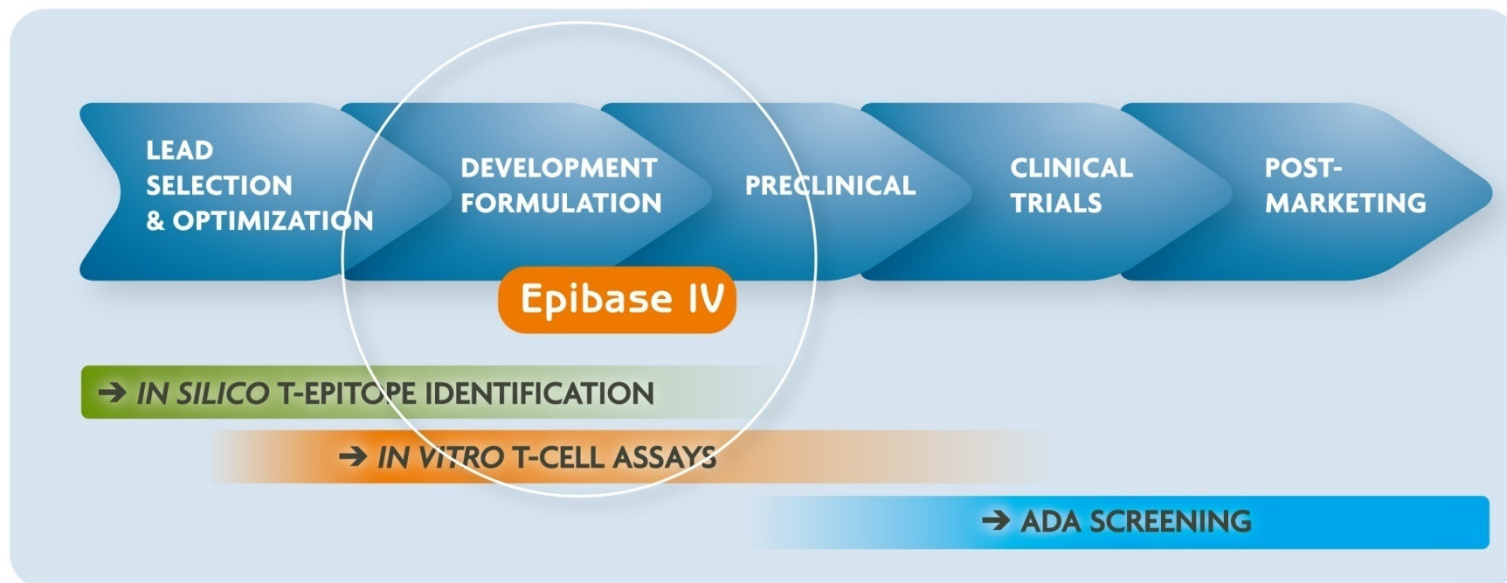 LEAD
SELECTION
& OPTIMIZATION
DEVELOPMENT
FORMULATION
PRECLINICAL
CLINICAL
TRIALS
POST-
MARKETING
Epibase IV
→ IN SILICO T-EPITOPE IDENTIFICATION
→ IN VITRO T-CELL ASSAYS
→ ADA SCREENING